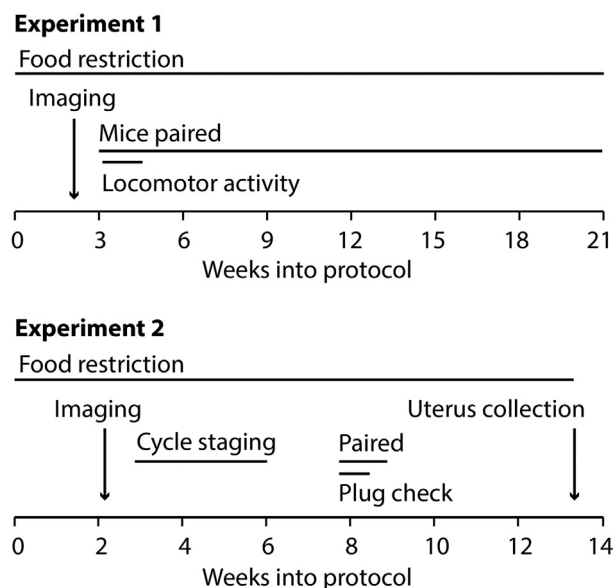 Experiment 1
Food restriction
Imaging
Mice paired
Locomotor activity
0 3 6 9 12 15 18 21
Weeks into protocol
Experiment 2
Food restriction
Imaging Uterus collection
Cycle staging Paired
Plug check
0 2 4 6 8 10 12 14
Weeks into protocol